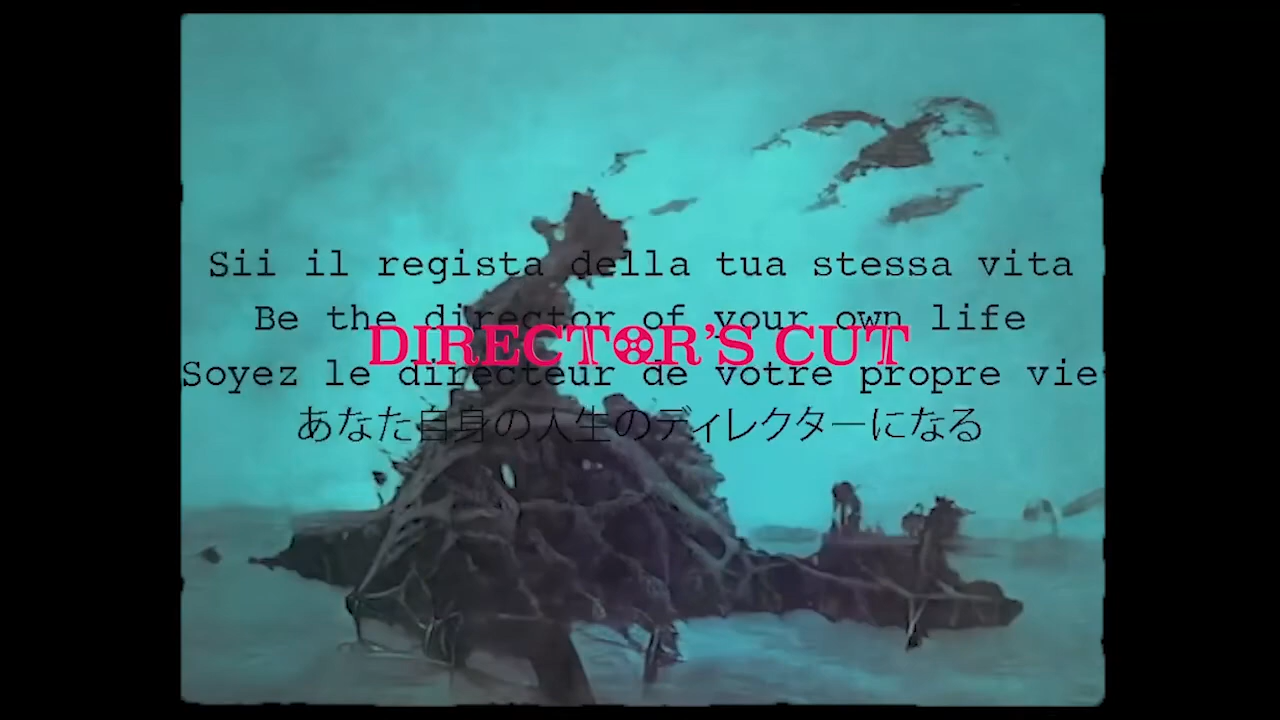 Sii il regista della tua stessa vita
Be the director of your own life
DIRECTOR'S CUT
Soyez le directeur de votre propre vie
あなた自身の人生のディレクターになる